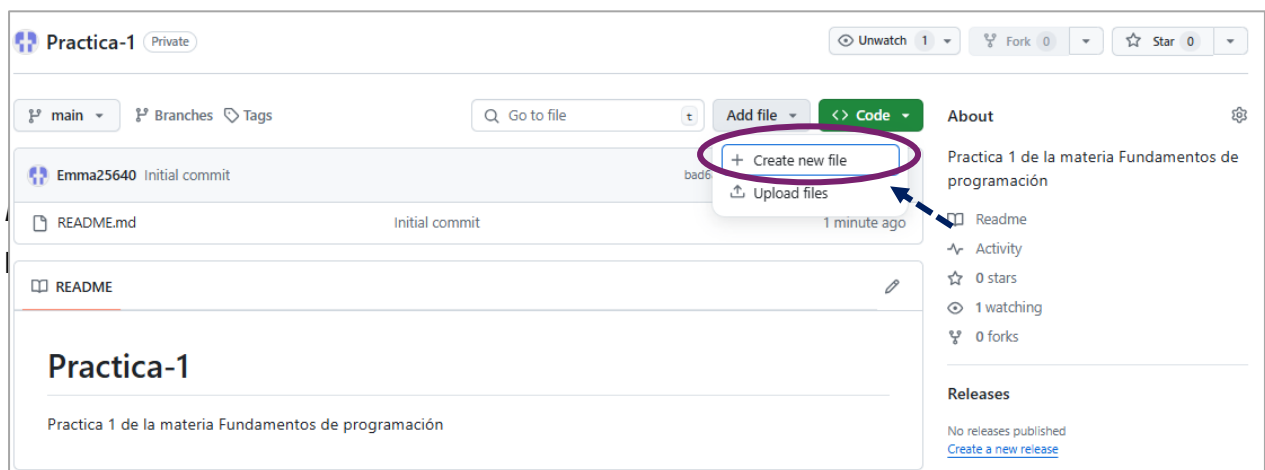 Practica-1 Private
Unwatch 1 Fork 0 Star 0
main Branches Tags Go to file t Add file <> Code
About
+ Create new file
Practica 1 de la materia Fundamentos de
programación
Emma25640 Initial commit bad6
Upload files
README.md Initial commit 1 minute ago
Readme
Activity
README
0 stars
1 watching
0 forks
Practica-1
Practica 1 de la materia Fundamentos de programación
Releases
No releases published
Create a new release